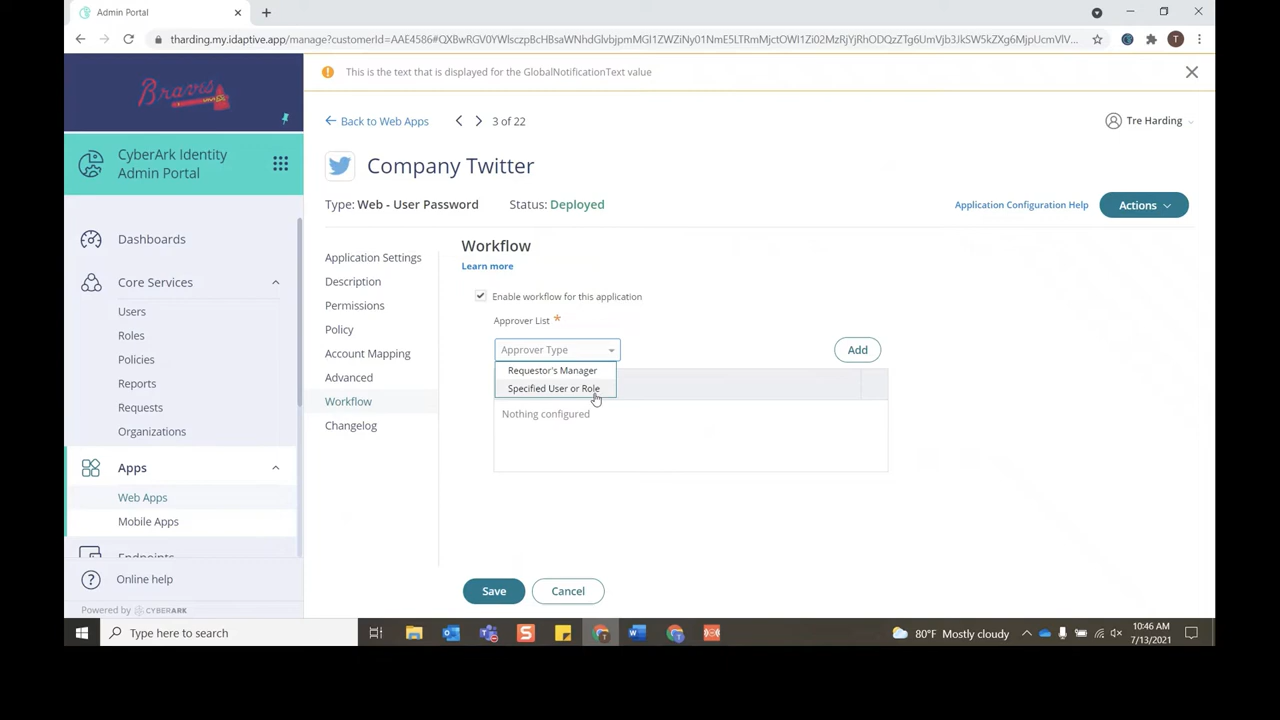 Admin Portal
tharding.my.idaptive.app/manage?customerId=AAE4586#
This is the text that is displayed for the GlobalNotificationText value
Braves
Back to Web Apps
3 of 22
Tre Harding
CyberArk Identity
Admin Portal
Company Twitter
Type: Web - User Password
Status: Deployed
Application Configuration Help
Actions
Dashboards
Core Services
Users
Roles
Policies
Reports
Requests
Organizations
Apps
Web Apps
Mobile Apps
Endpoints
Online help
Powered by CYBERARK
Application Settings
Description
Permissions
Policy
Account Mapping
Advanced
Workflow
Changelog
Workflow
Learn more
Enable workflow for this application
Approver List *
Approver Type
Add
Requestor's Manager
Specified User or Role
Nothing configured
Save
Cancel
Type here to search
80°F Mostly cloudy
10:46 AM
7/13/2021
T
S
W
T
T